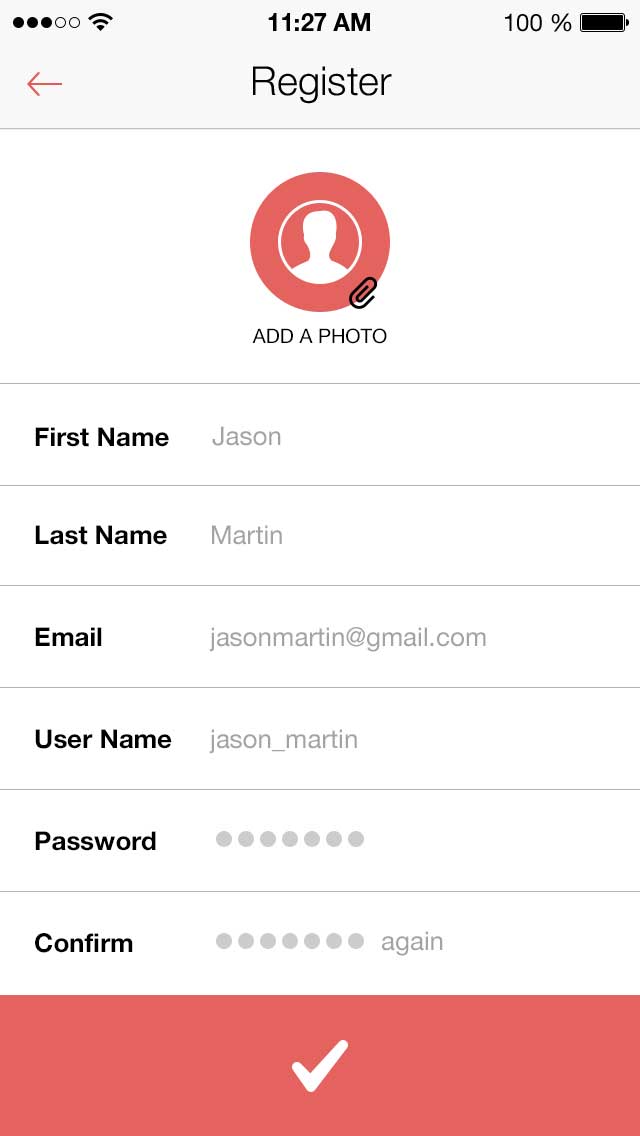 11:27 AM 100 %
Register
ADD A PHOTO
First Name Jason
Last Name Martin
Email jasonmartin@gmail.com
User Name jason_martin
Password ●●●●●●●
Confirm ●●●●●●● again